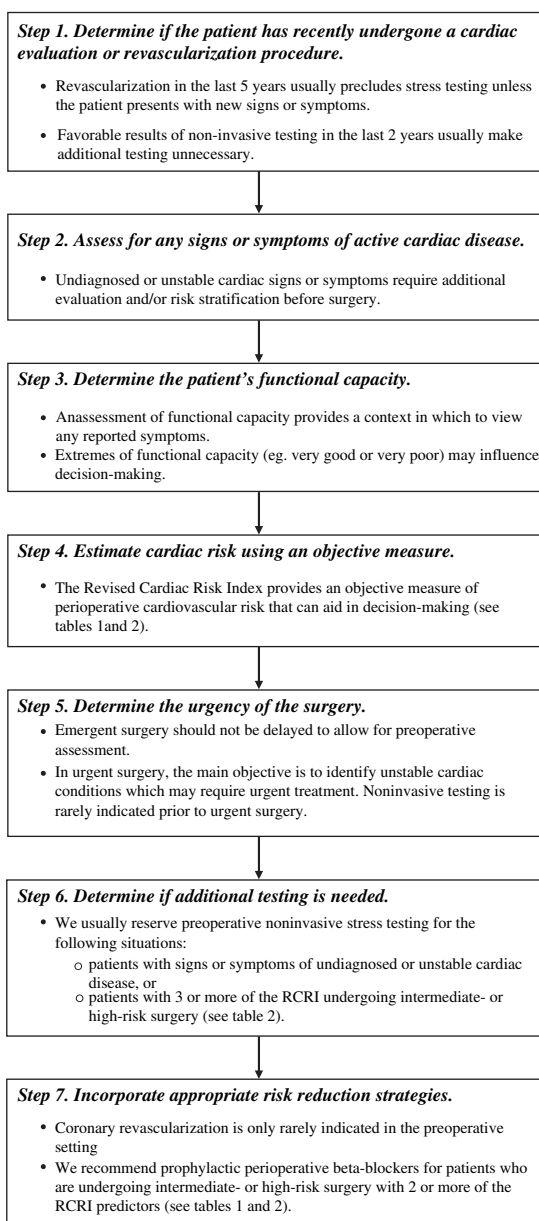 Step 1. Determine if the patient has recently undergone a cardiac
evaluation or revascularization procedure.
• Revascularization in the last 5 years usually precludes stress testing unless
the patient presents with new signs or symptoms.
• Favorable results of non-invasive testing in the last 2 years usually make
additional testing unnecessary.
Step 2. Assess for any signs or symptoms of active cardiac disease.
• Undiagnosed or unstable cardiac signs or symptoms require additional
evaluation and/or risk stratification before surgery.
Step 3. Determine the patient's functional capacity.
• Anassessment of functional capacity provides a context in which to view
any reported symptoms.
• Extremes of functional capacity (eg. very good or very poor) may influence
decision-making.
Step 4. Estimate cardiac risk using an objective measure.
• The Revised Cardiac Risk Index provides an objective measure of
perioperative cardiovascular risk that can aid in decision-making (see
tables 1and 2).
Step 5. Determine the urgency of the surgery.
• Emergent surgery should not be delayed to allow for preoperative
assessment.
• In urgent surgery, the main objective is to identify unstable cardiac
conditions which may require urgent treatment. Noninvasive testing is
rarely indicated prior to urgent surgery.
Step 6. Determine if additional testing is needed.
• We usually reserve preoperative noninvasive stress testing for the
following situations:
o patients with signs or symptoms of undiagnosed or unstable cardiac
disease, or
o patients with 3 or more of the RCRI undergoing intermediate- or
high-risk surgery (see table 2).
Step 7. Incorporate appropriate risk reduction strategies.
• Coronary revascularization is only rarely indicated in the preoperative
setting
• We recommend prophylactic perioperative beta-blockers for patients who
are undergoing intermediate- or high-risk surgery with 2 or more of the
RCRI predictors (see tables 1 and 2).